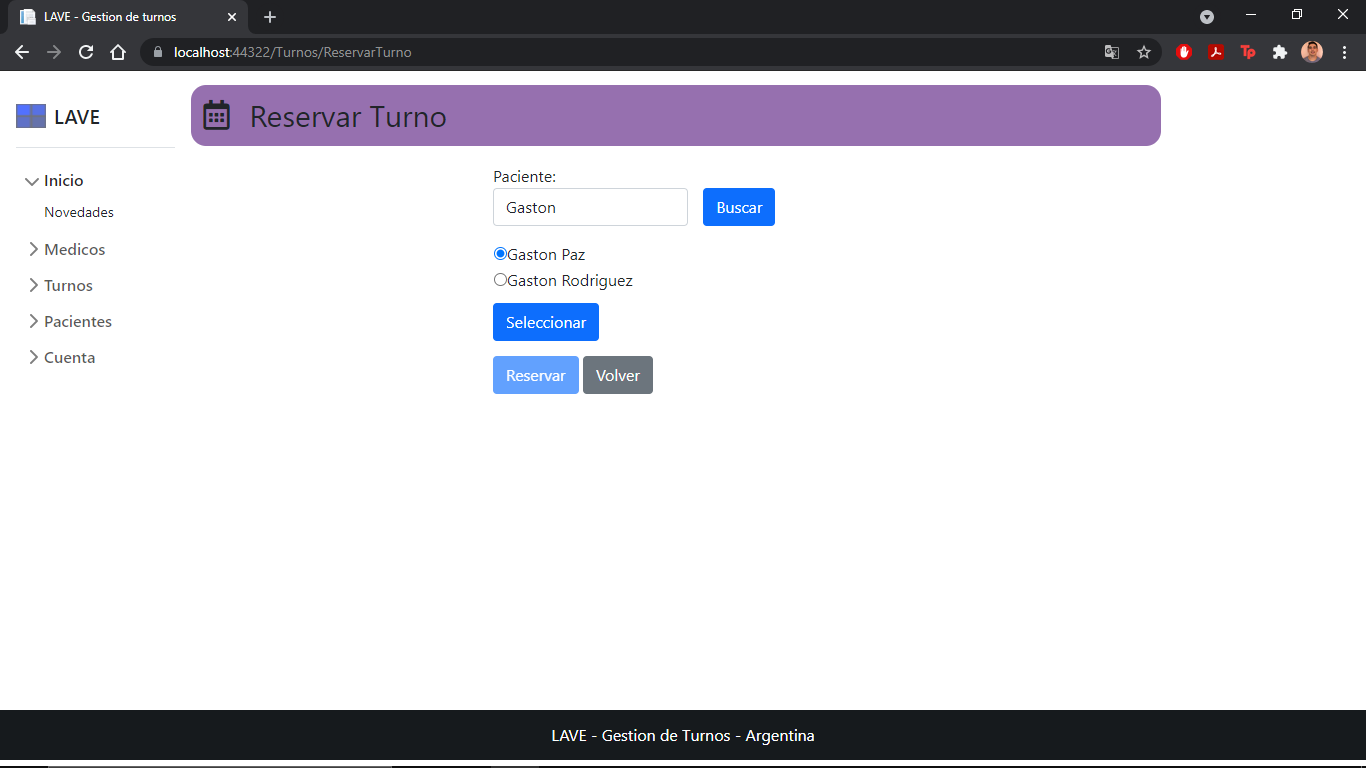 LAVE - Gestion de turnos
localhost:44322/Turnos/ReservarTurno
LAVE
Inicio
Novedades
Medicos
Turnos
Pacientes
Cuenta
Reservar Turno
Paciente:
Gaston
Buscar
Gaston Paz
Gaston Rodriguez
Seleccionar
Reservar Volver
LAVE - Gestion de Turnos - Argentina